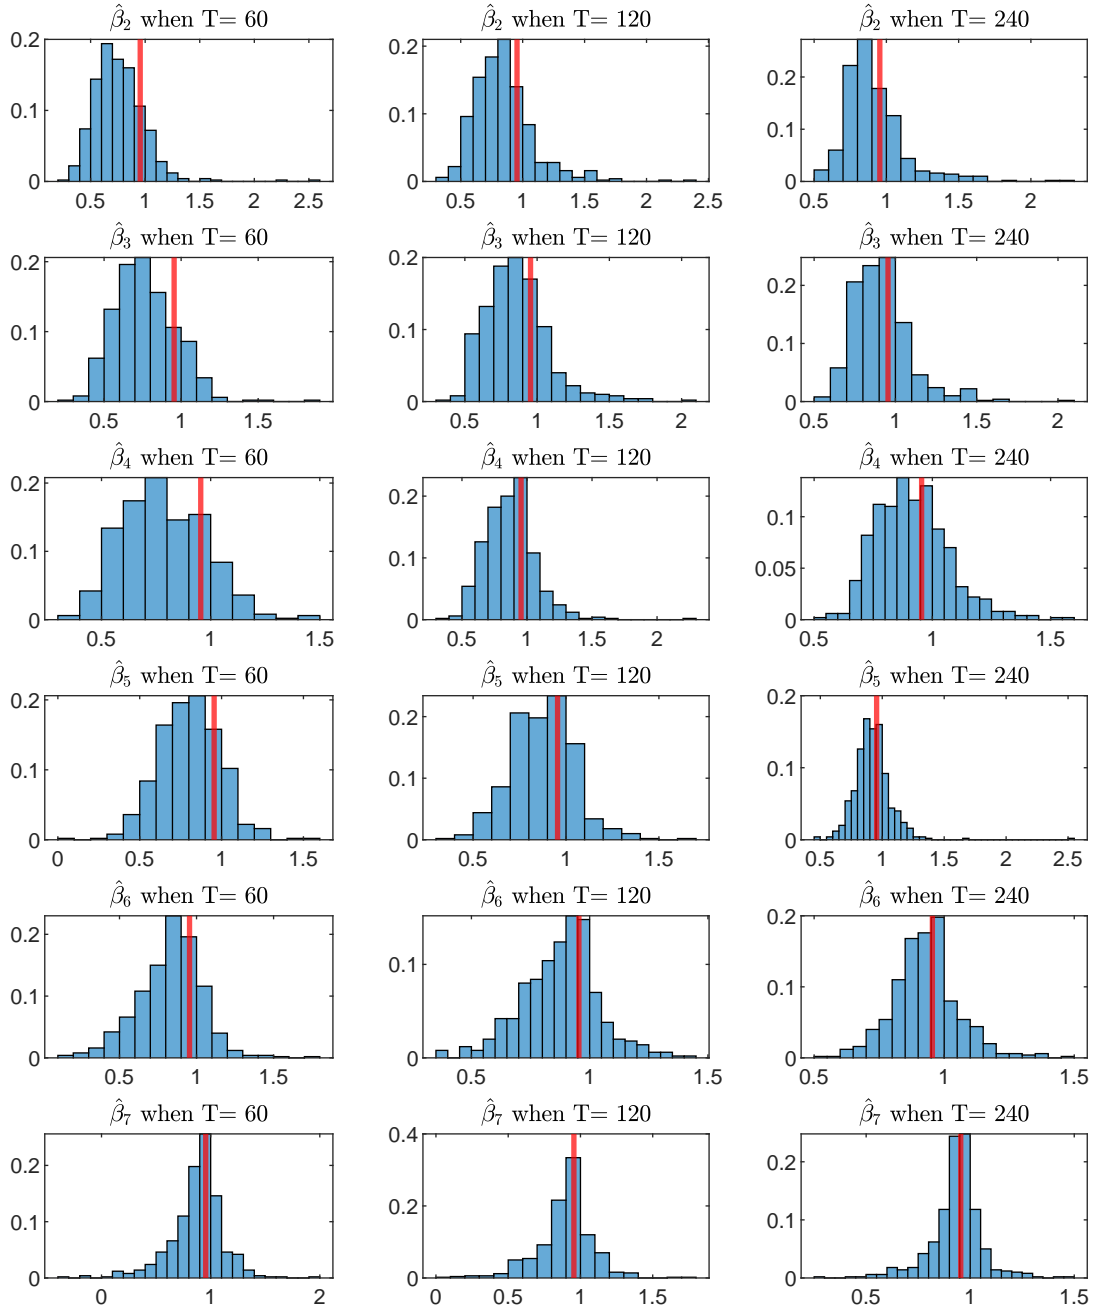 β̂₂ when T= 60 β̂₂ when T= 120 β̂₂ when T= 240
0.2 0.2
0.2
0.1 0.1 0.1
0 0 0
0.5 1 1.5 2 2.5 0.5 1 1.5 2 2.5 0.5 1 1.5 2
β̂₃ when T= 60 β̂₃ when T= 120 β̂₃ when T= 240
0.2 0.2 0.2
0.1 0.1 0.1
0 0 0
0.5 1 1.5 0.5 1 1.5 2 0.5 1 1.5 2
β̂₄ when T= 60 β̂₄ when T= 120 β̂₄ when T= 240
0.2 0.2
0.1
0.1 0.1 0.05
0 0 0
0.5 1 1.5 0.5 1 1.5 2 0.5 1 1.5
β̂₅ when T= 60 β̂₅ when T= 120 β̂₅ when T= 240
0.2 0.2 0.2
0.1 0.1 0.1
0 0 0
0 0.5 1 1.5 0.5 1 1.5 0.5 1 1.5 2 2.5
β̂₆ when T= 60 β̂₆ when T= 120 β̂₆ when T= 240
0.2 0.2
0.1 0.1 0.1
0 0 0
0.5 1 1.5 0.5 1 1.5 0.5 1 1.5
β̂₇ when T= 60 β̂₇ when T= 120 β̂₇ when T= 240
0.4
0.2 0.2
0.1 0.2 0.1
0 0 0
0 1 2 0 0.5 1 1.5 0.5 1 1.5